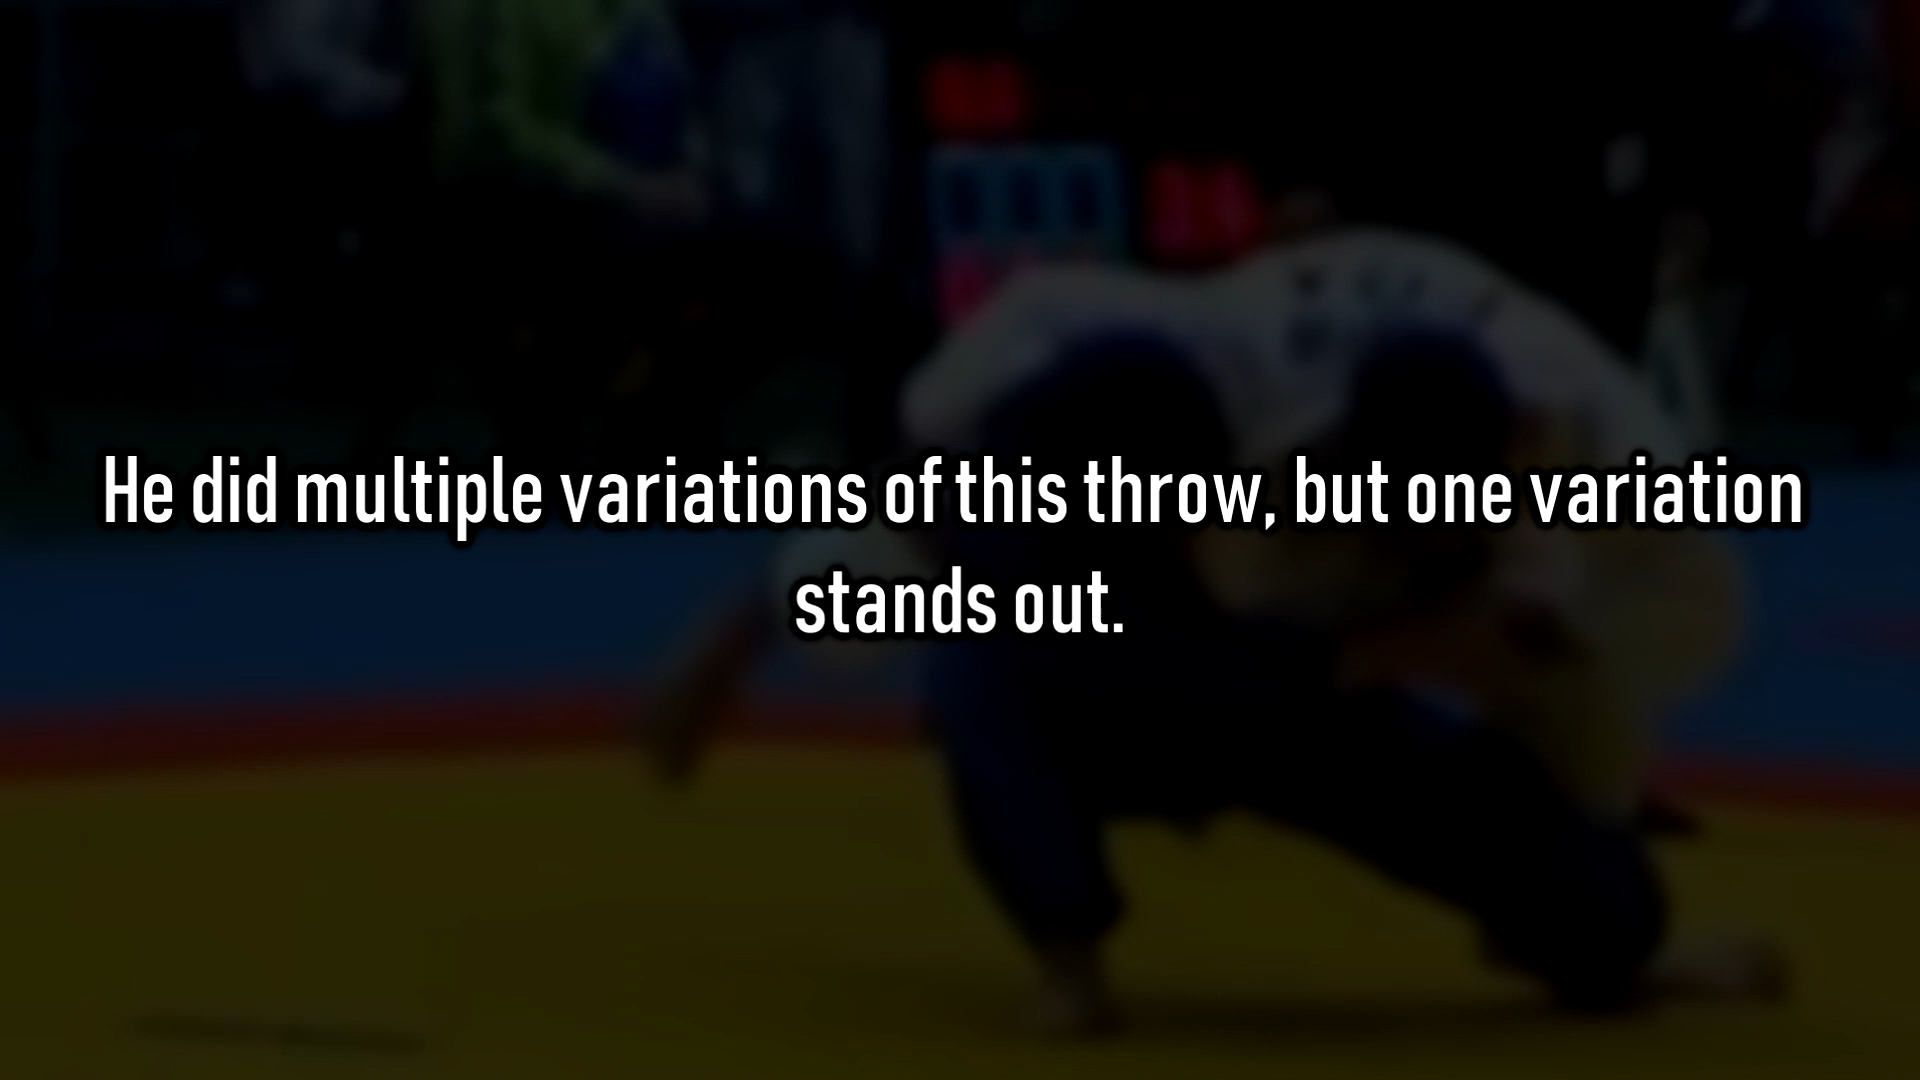 He did multiple variations of this throw, but one variation
stands out.